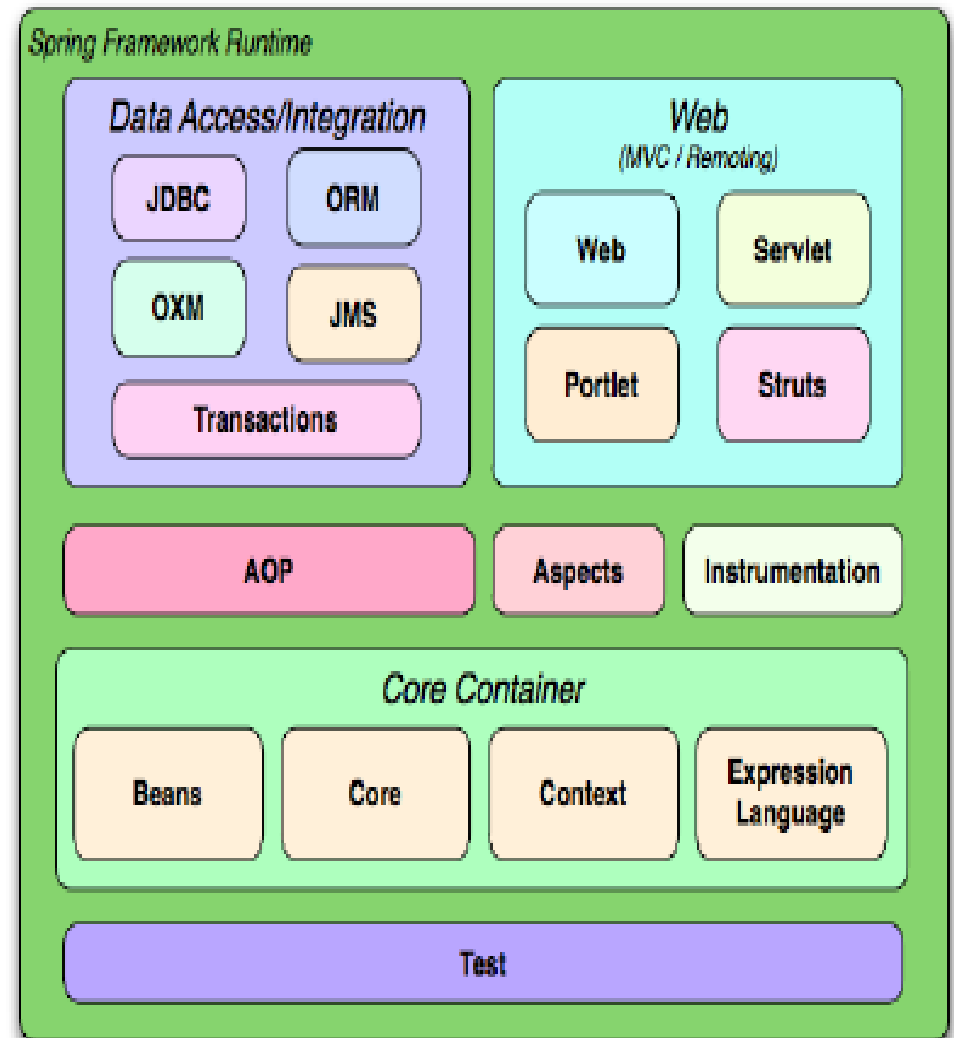 Spring Framework Runtime
Data Access/Integration
JDBC
ORM
OXM
JMS
Transactions
Web
(MVC / Remoting)
Web
Servlet
Portlet
Struts
AOP
Aspects
Instrumentation
Core Container
Beans
Core
Context
Expression
Language
Test